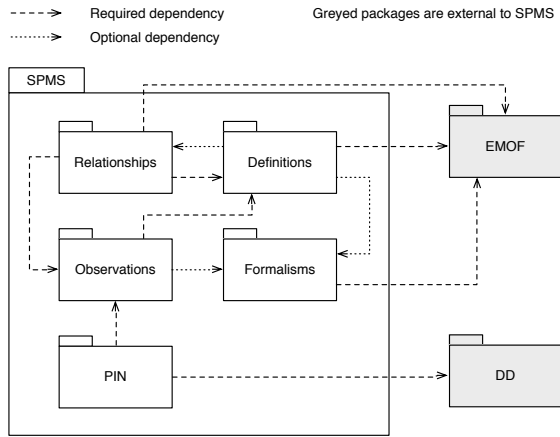 Required dependency
Greyed packages are external to SPMS
Optional dependency
SPMS
Relationships
Definitions
EMOF
Observations
Formalisms
PIN
DD